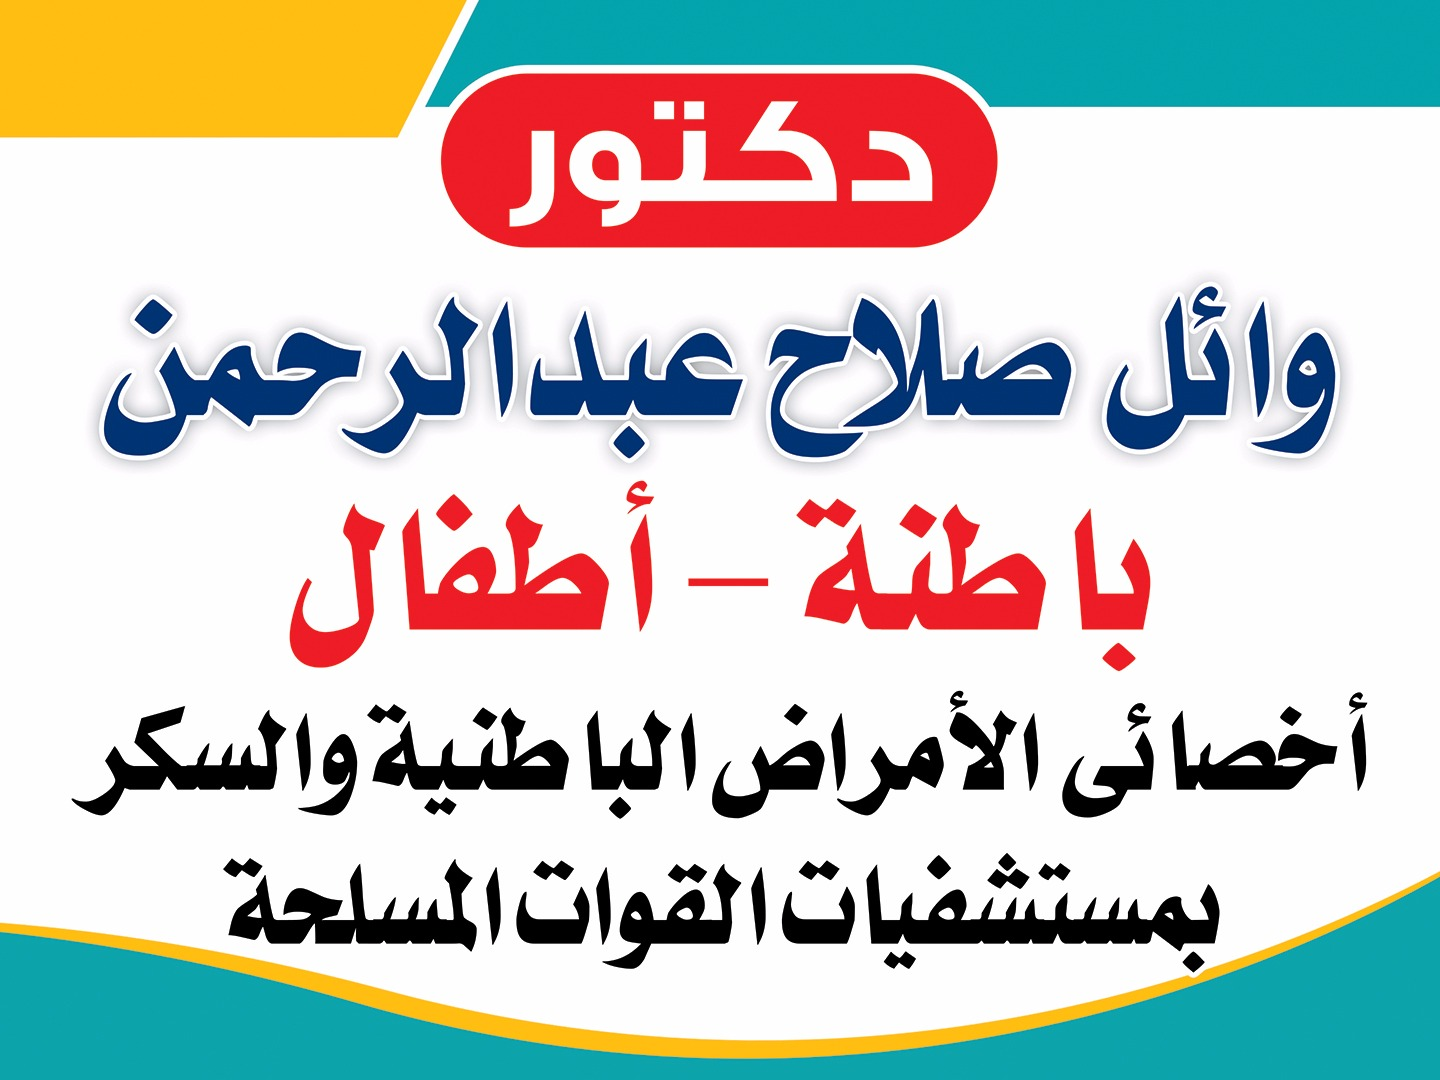 دكتور
وائل صلاح عبدالرحمن
باطنة – أطفال
أخصائى الأمراض الباطنية والسكر
بمستشفيات القوات المسلحة